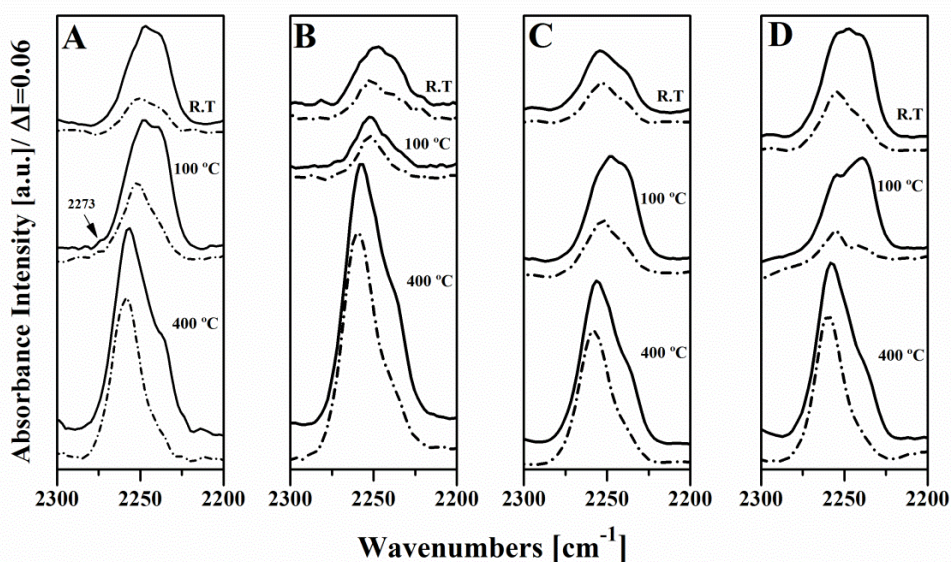 Absorbance Intensity [a.u.]/ ΔI=0.06
A
R.T
100 ºC
2273
400 ºC
B
R.T
100 ºC
400 ºC
C
R.T
100 ºC
400 ºC
D
R.T
100 ºC
400 ºC
2300 2250 2200
2300 2250 2200
2300 2250 2200
2300 2250 2200
Wavenumbers [cm⁻¹]